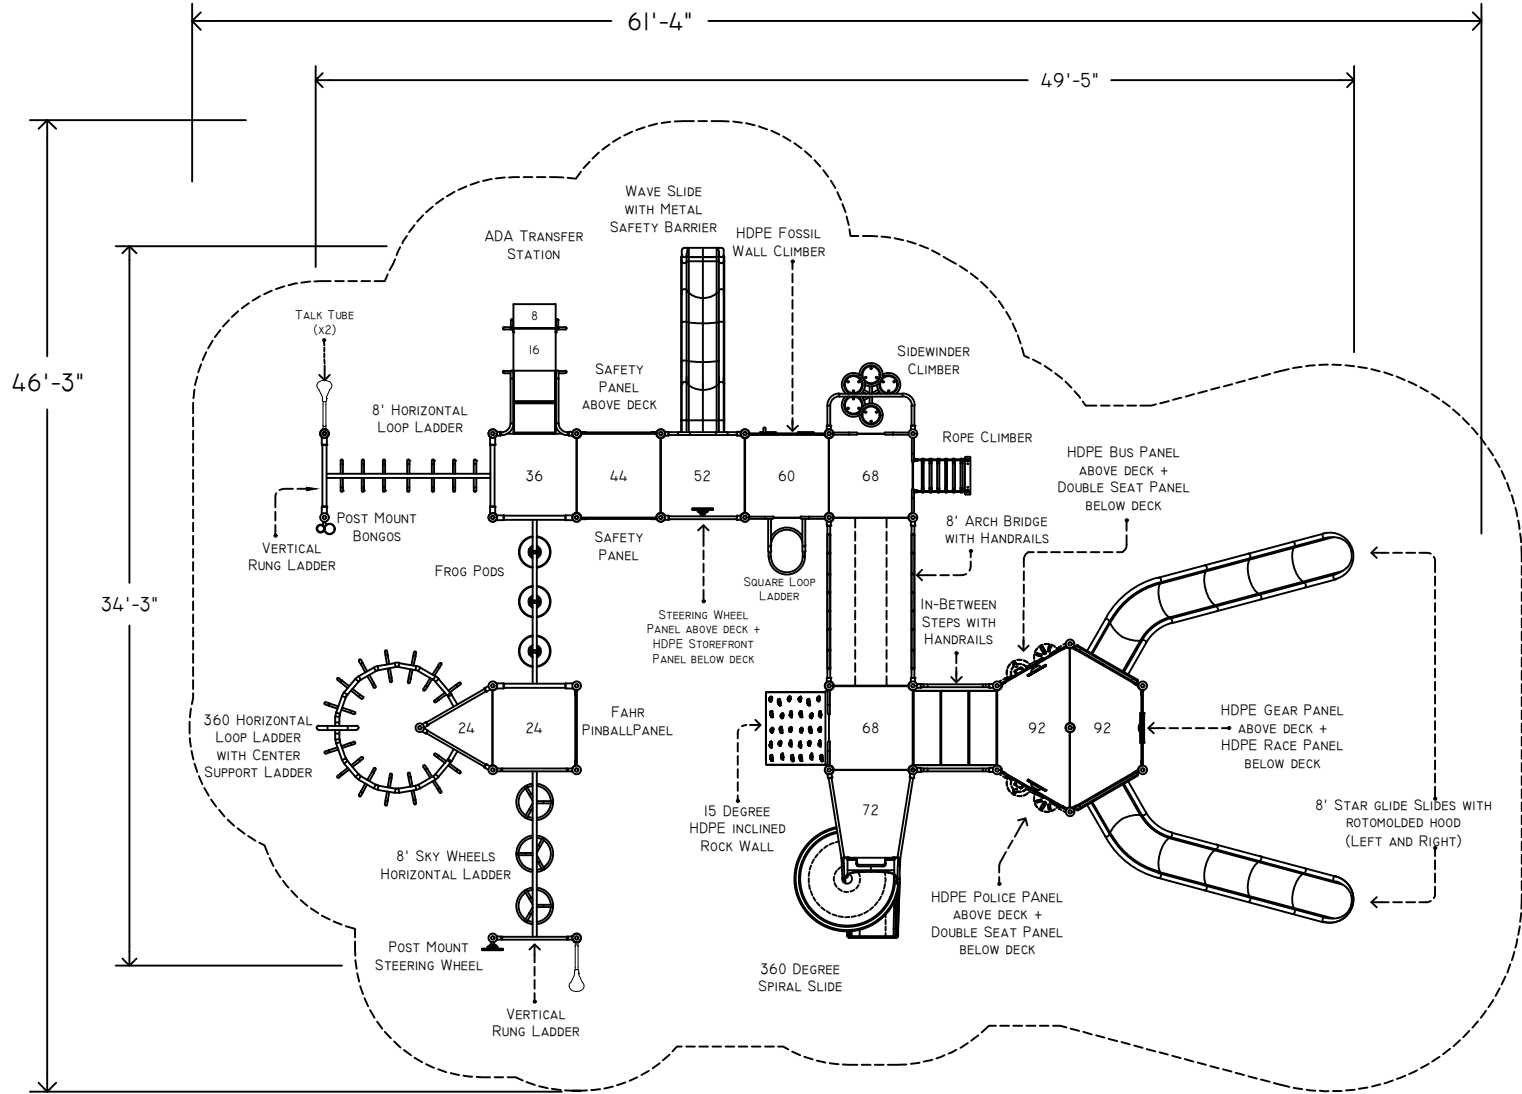 61'-4"
49'-5"
46'-3"
34'-3"
WAVE SLIDE
WITH METAL
SAFETY BARRIER
ADA TRANSFER
STATION
HDPE FOSSIL
WALL CLIMBER
TALK TUBE
(X2)
8
16
SAFETY
PANEL
ABOVE DECK
SIDEWINDER
CLIMBER
8' HORIZONTAL
LOOP LADDER
ROPE CLIMBER
HDPE BUS PANEL
ABOVE DECK +
DOUBLE SEAT PANEL
BELOW DECK
36
44
52
60
68
POST MOUNT
BONGOS
VERTICAL
RUNG LADDER
SAFETY
PANEL
8' ARCH BRIDGE
WITH HANDRAILS
FROG PODS
SQUARE LOOP
LADDER
STEERING WHEEL
PANEL ABOVE DECK +
HDPE STOREFRONT
PANEL BELOW DECK
IN-BETWEEN
STEPS WITH
HANDRAILS
360 HORIZONTAL
LOOP LADDER
WITH CENTER
SUPPORT LADDER
24
24
FAHR
PINBALLPANEL
68
92
92
HDPE GEAR PANEL
ABOVE DECK +
HDPE RACE PANEL
BELOW DECK
15 DEGREE
HDPE INCLINED
ROCK WALL
72
8' STAR GLIDE SLIDES WITH
ROTOMOLDED HOOD
(LEFT AND RIGHT)
8' SKY WHEELS
HORIZONTAL LADDER
HDPE POLICE PANEL
ABOVE DECK +
DOUBLE SEAT PANEL
BELOW DECK
POST MOUNT
STEERING WHEEL
360 DEGREE
SPIRAL SLIDE
VERTICAL
RUNG LADDER